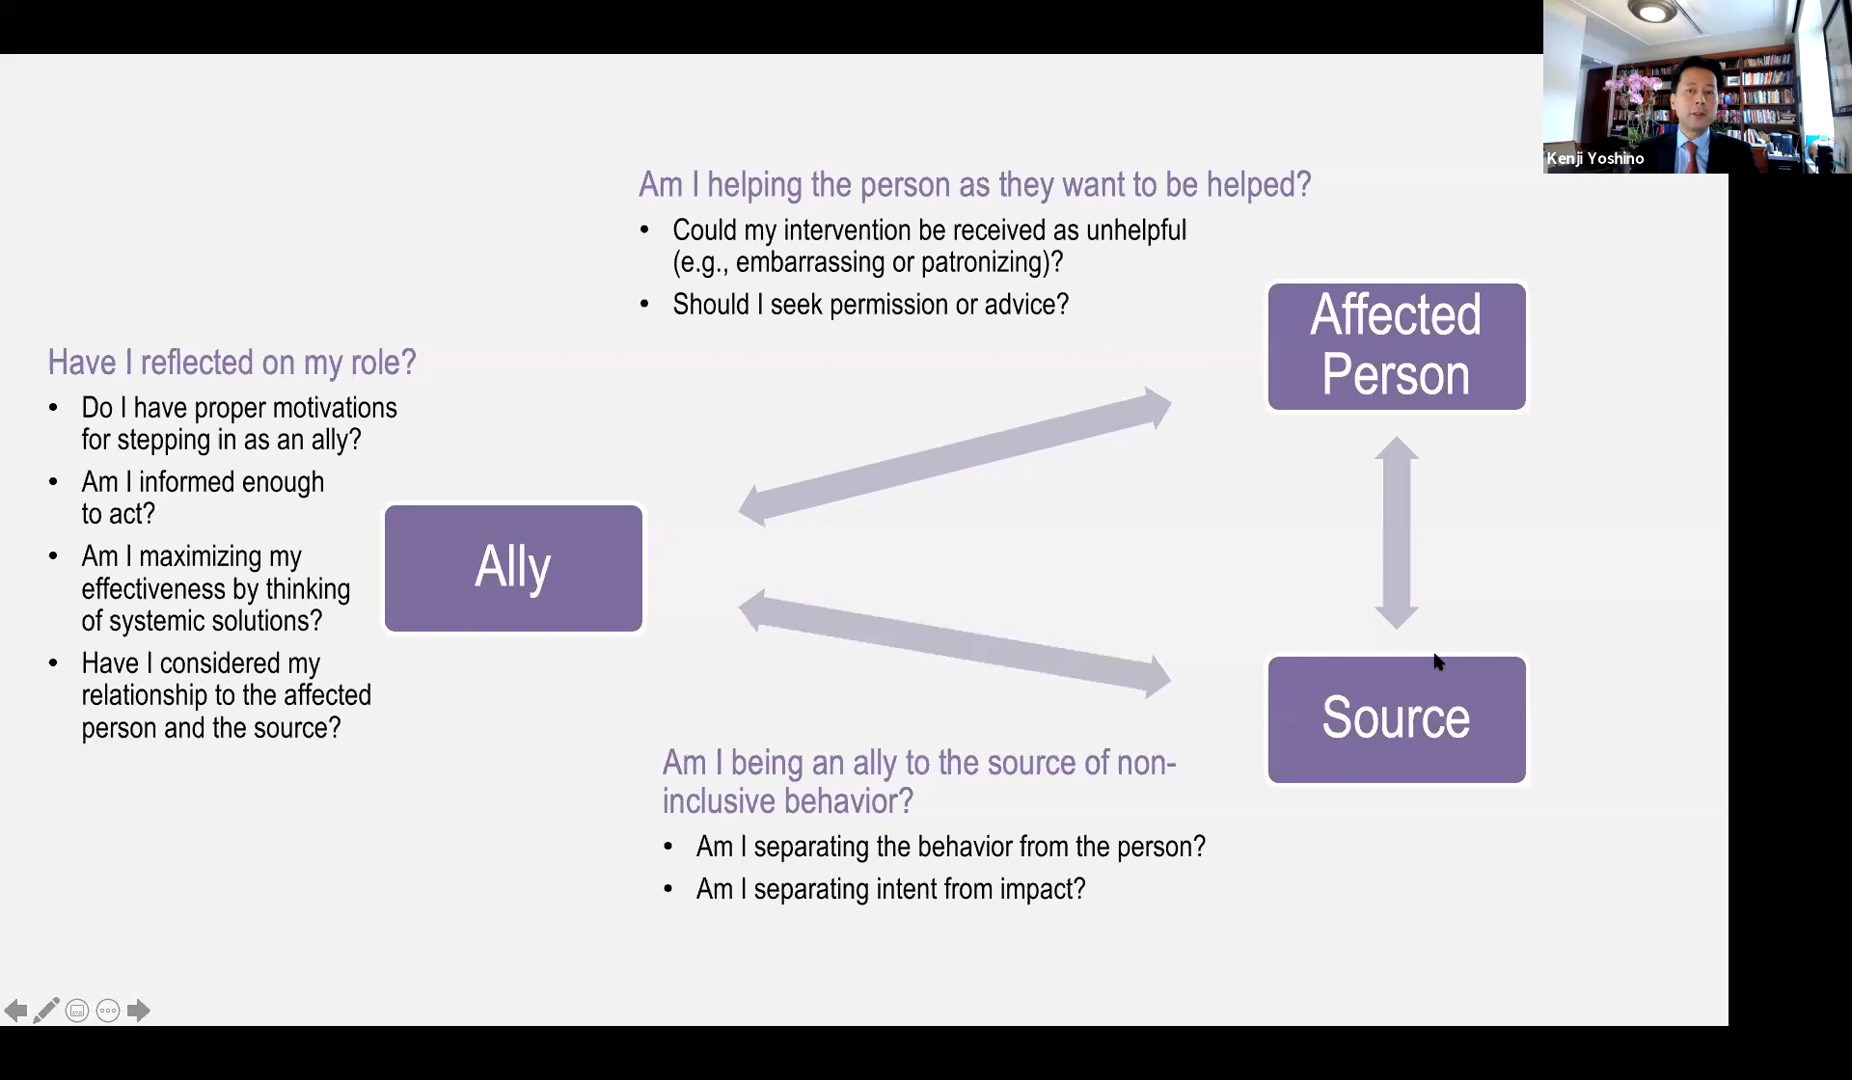 Kenji Yoshino
Am I helping the person as they want to be helped?
• Could my intervention be received as unhelpful
(e.g., embarrassing or patronizing)?
• Should I seek permission or advice?
Affected
Person
Have I reflected on my role?
• Do I have proper motivations
for stepping in as an ally?
• Am I informed enough
to act?
• Am I maximizing my
effectiveness by thinking
of systemic solutions?
• Have I considered my
relationship to the affected
person and the source?
Ally
Source
Am I being an ally to the source of non-
inclusive behavior?
• Am I separating the behavior from the person?
• Am I separating intent from impact?